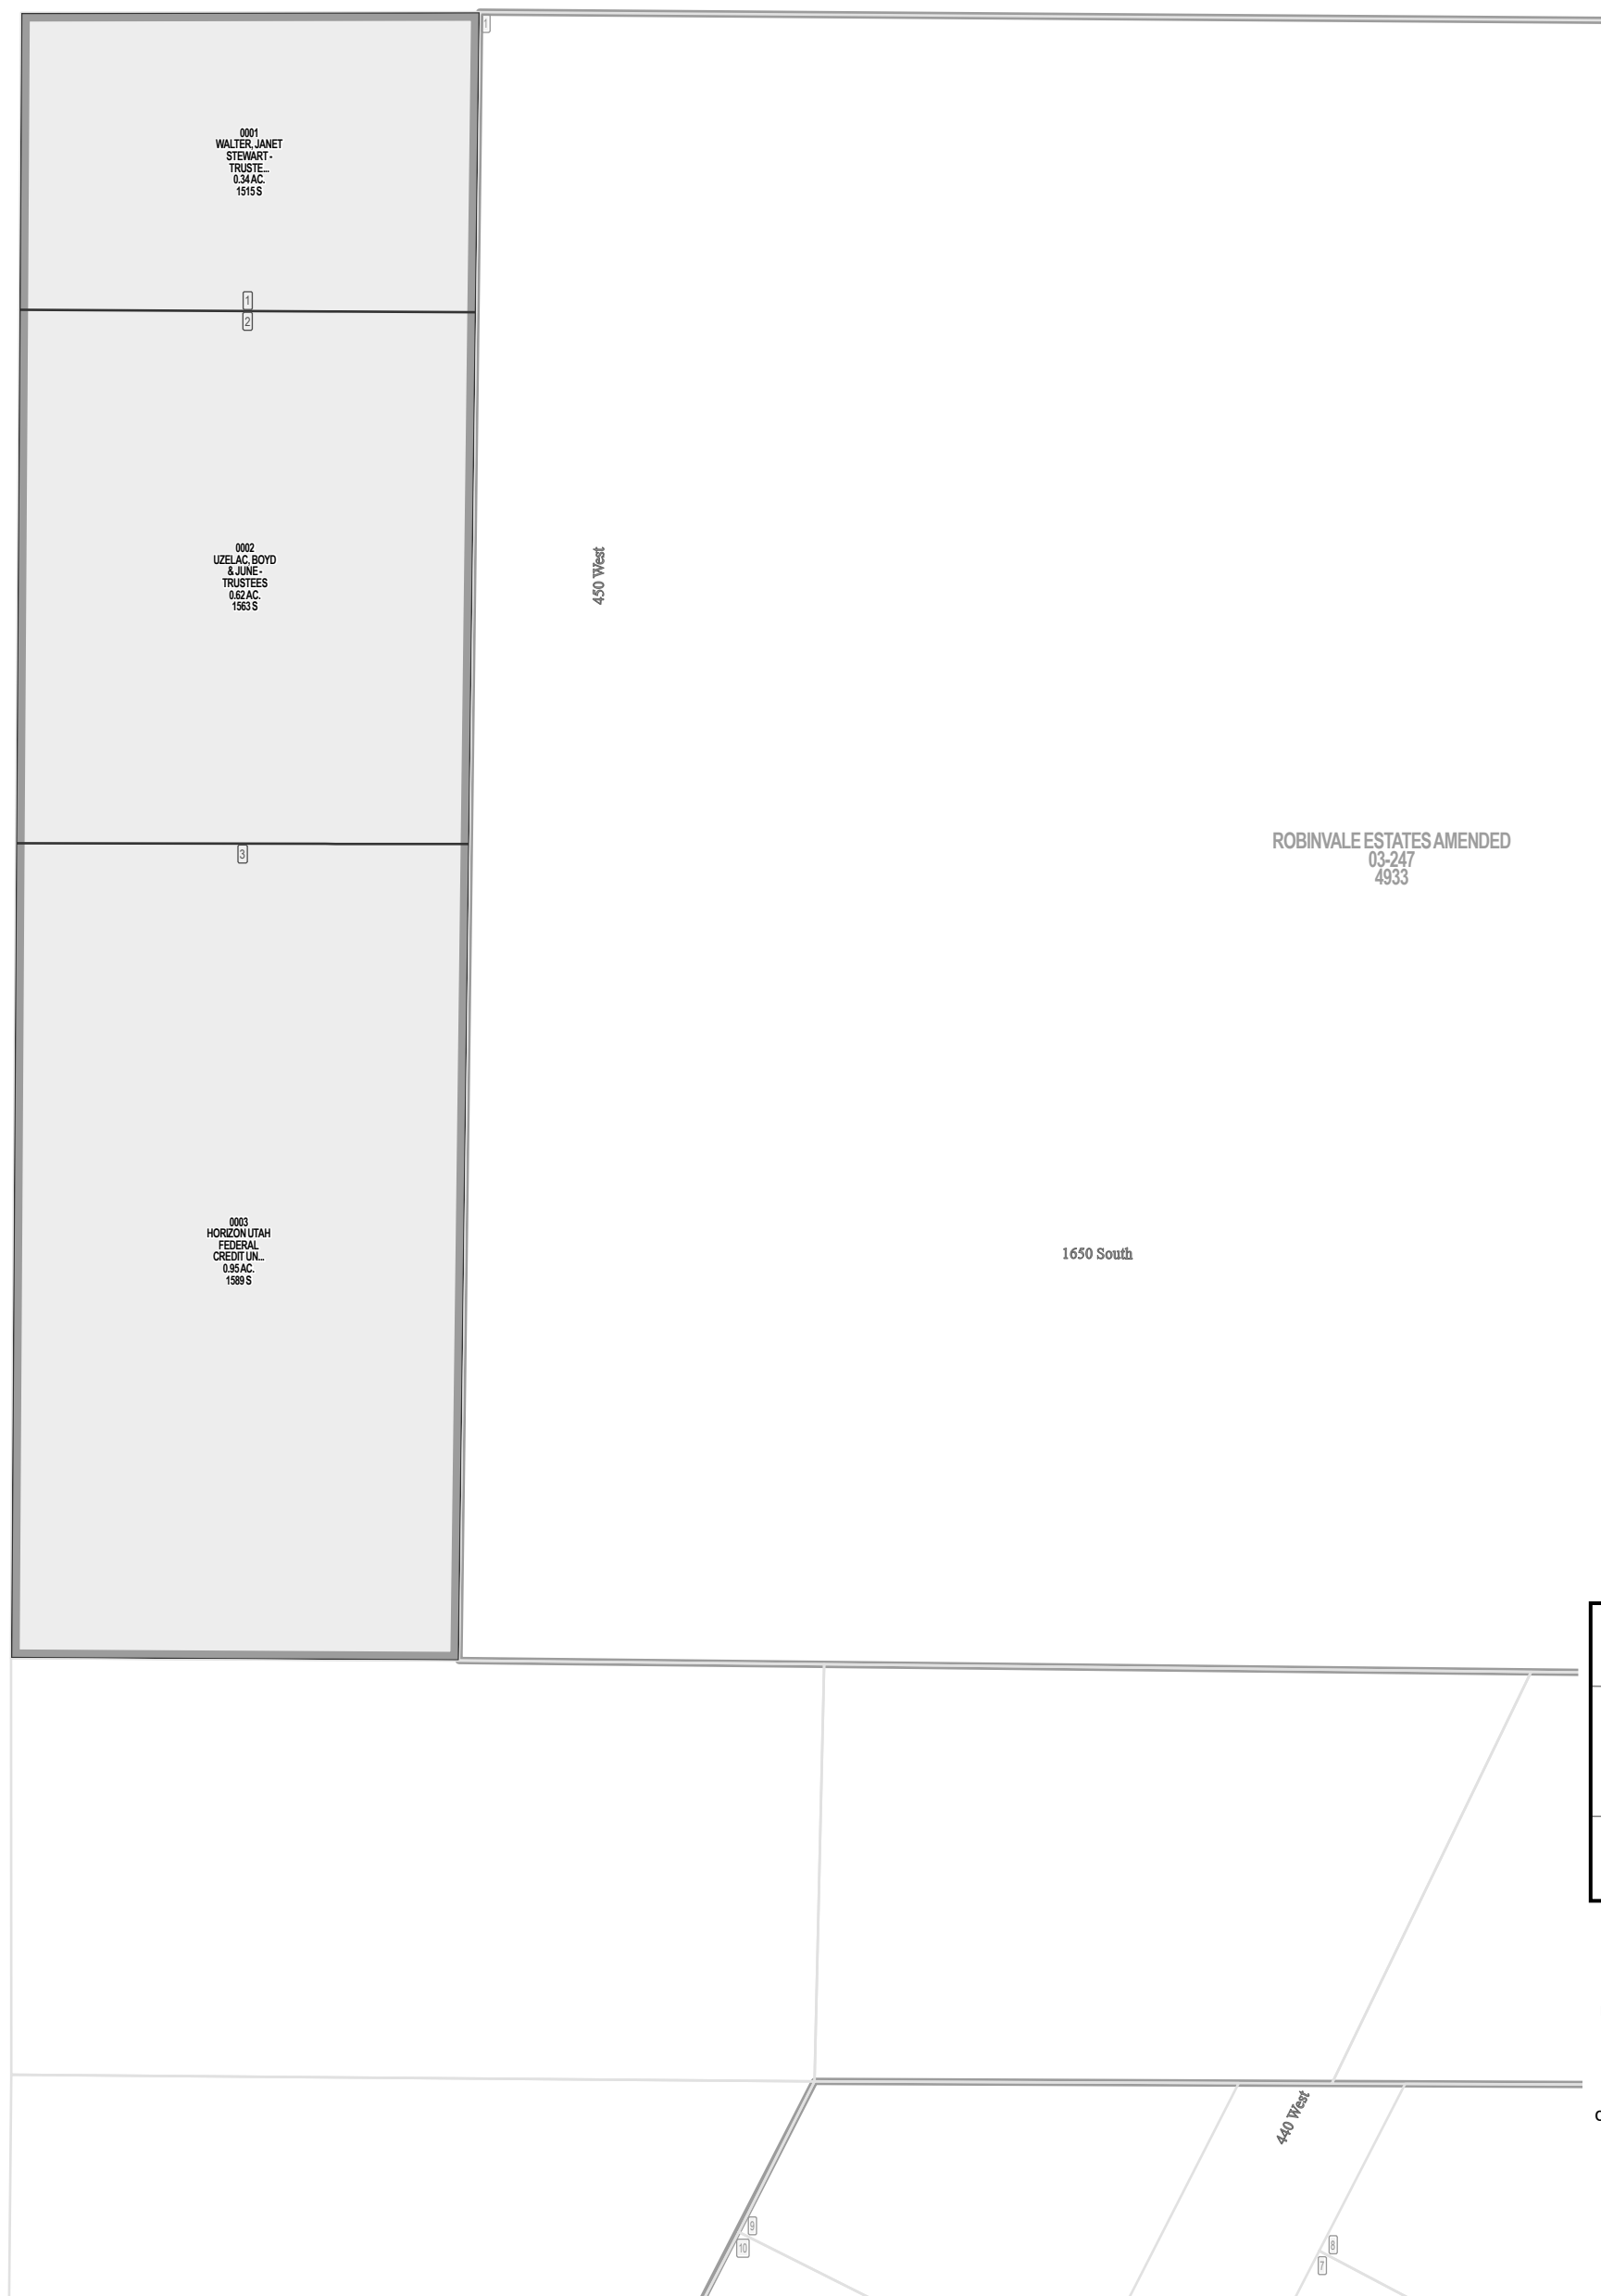 1
0001
WALTER, JANET
STEWART -
TRUSTE...
0.34 AC.
1515 S
1
2
0002
UZELAC, BOYD
& JUNE -
TRUSTEES
0.62 AC.
1563 S
450 West
3
ROBINVALE ESTATES AMENDED
03-247
4933
0003
HORIZON UTAH
FEDERAL
CREDIT UN...
0.95 AC.
1589 S
1650 South
440 West
10
8
7